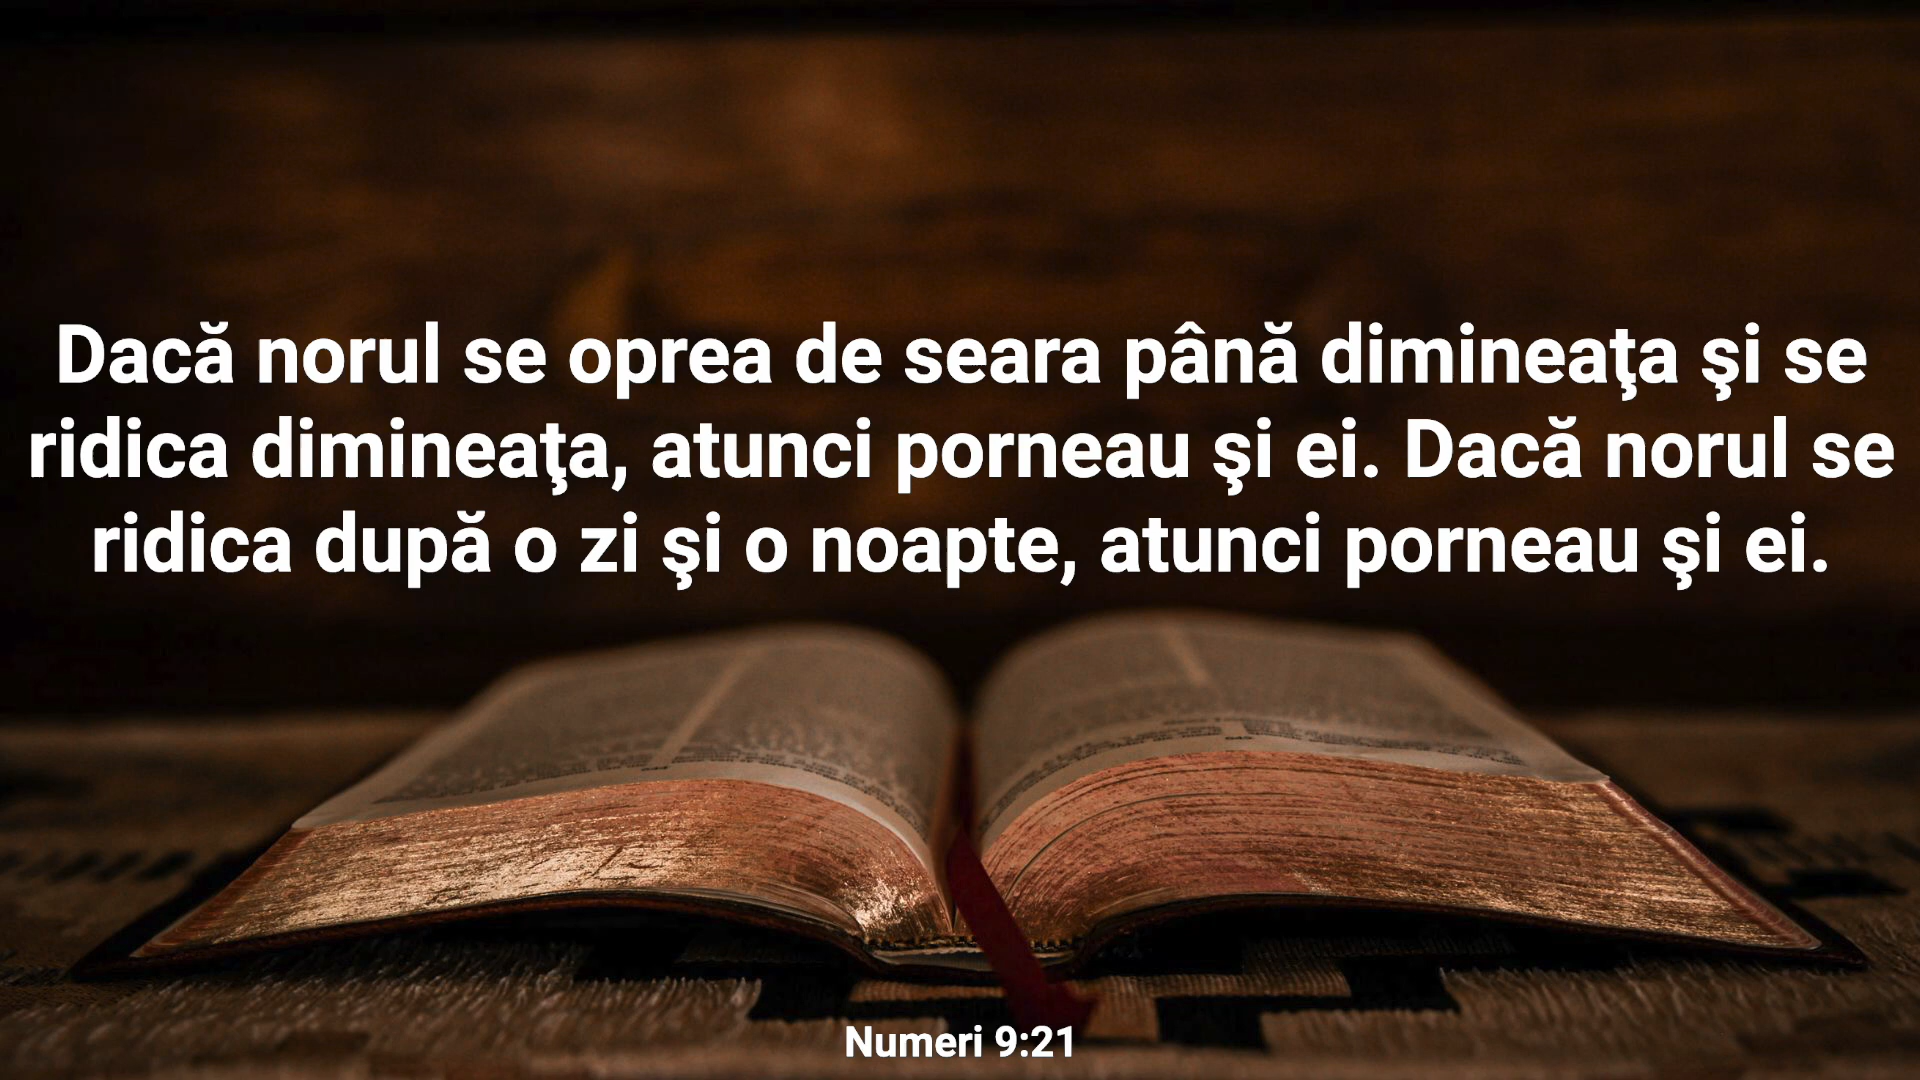 Dacă norul se oprea de seara până dimineaţa şi se
ridica dimineaţa, atunci porneau şi ei. Dacă norul se
ridica după o zi şi o noapte, atunci porneau şi ei.
Numeri 9:21